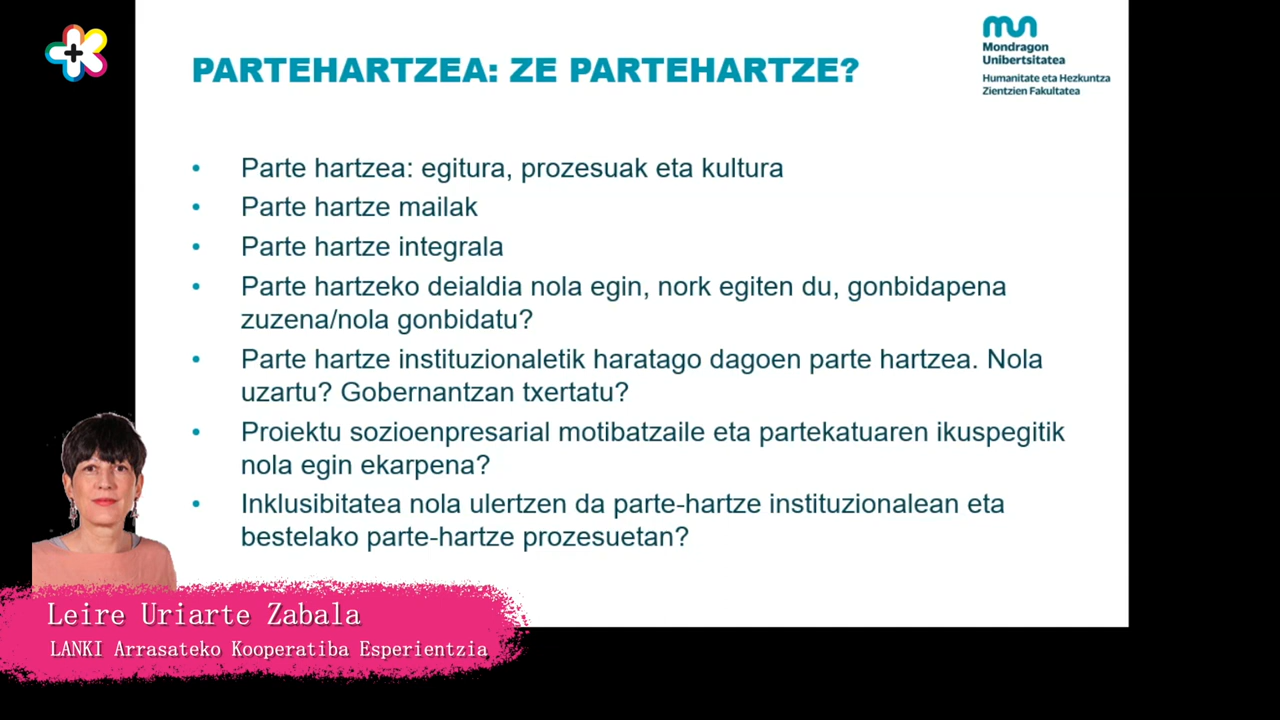 PARTEHARTZEA: ZE PARTEHARTZE?
mun
Mondragon
Unibertsitatea
Humanitate eta Hezkuntza
Zientzien Fakultatea
• Parte hartzea: egitura, prozesuak eta kultura
• Parte hartze mailak
• Parte hartze integrala
• Parte hartzeko deialdia nola egin, nork egiten du, gonbidapena
zuzena/nola gonbidatu?
• Parte hartze instituzionaletik haratago dagoen parte hartzea. Nola
uzartu? Gobernantzan txertatu?
• Proiektu sozioenpresarial motibatzaile eta partekatuaren ikuspegitik
nola egin ekarpena?
• Inklusibitatea nola ulertzen da parte-hartze instituzionalean eta
bestelako parte-hartze prozesuetan?
Leire Uriarte Zabala
LANKI Arrasateko Kooperatiba Esperientzia